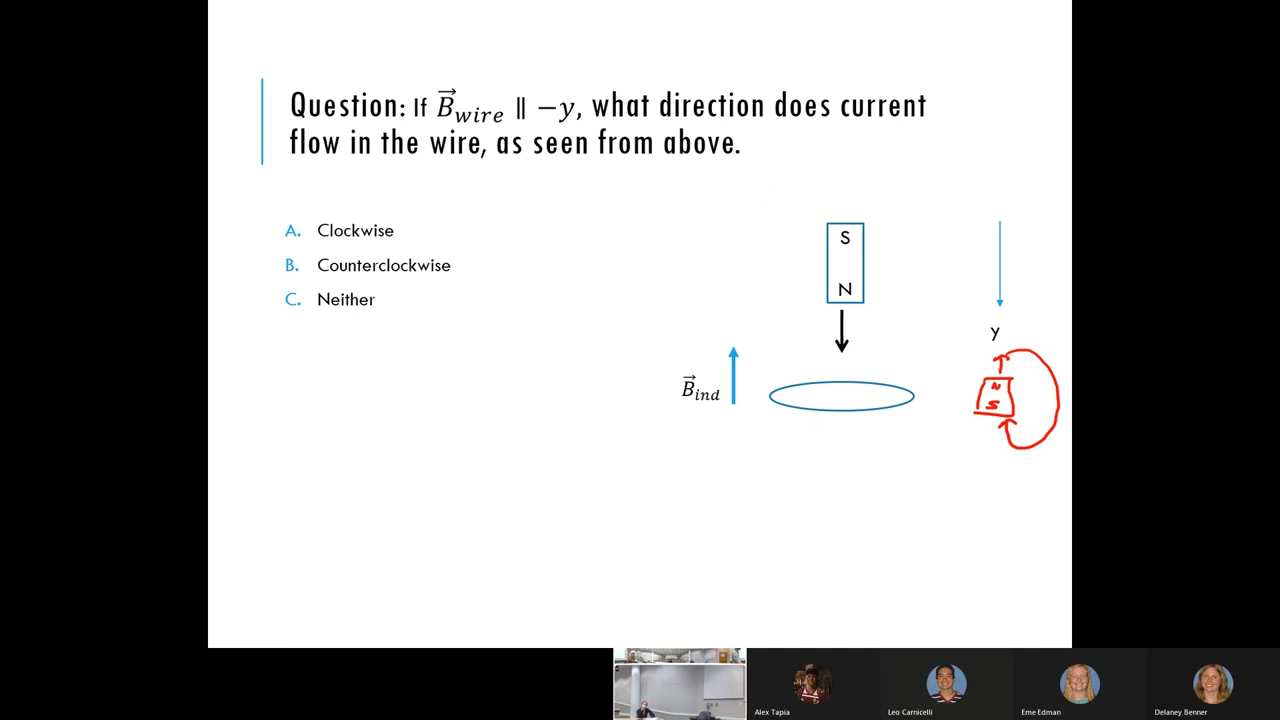 Question: If B⃗wire ∥ −y, what direction does current
flow in the wire, as seen from above.
A. Clockwise
B. Counterclockwise
C. Neither
S
N
y
B⃗ind
N
S
Alex Tapia
Leo Carnicelli
Eme Edman
Delaney Benner